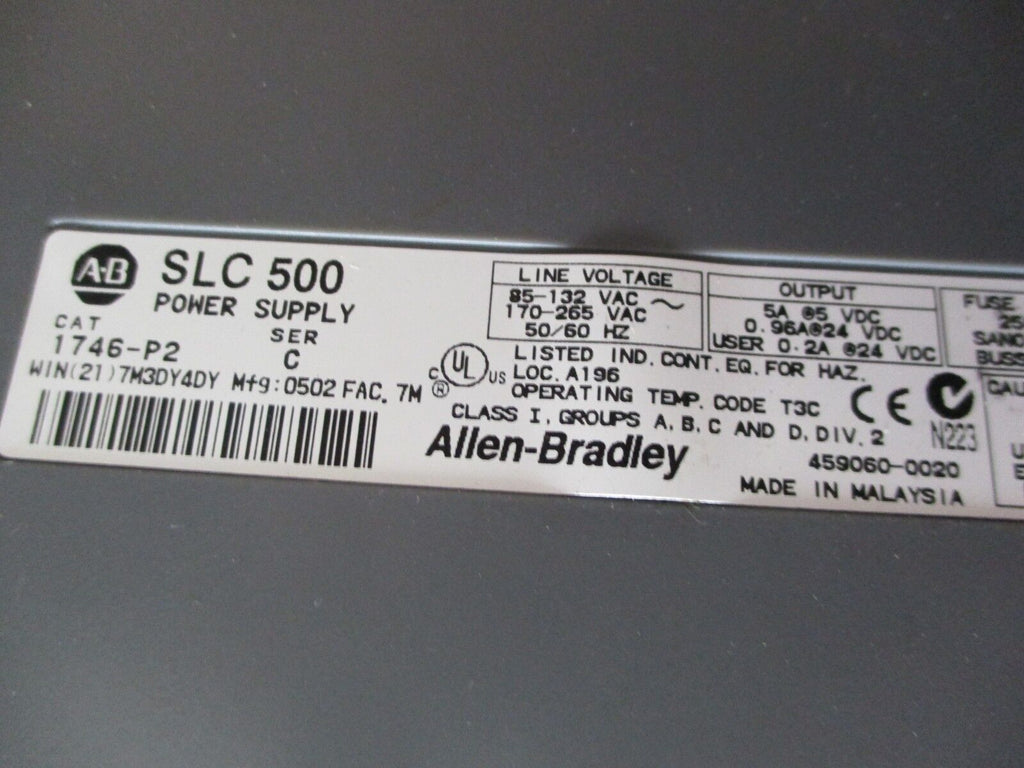 A-B SLC 500
POWER SUPPLY
CAT
1746-P2
SER
C
WIN(21)7M3DY4DY Mfg:0502 FAC. 7M
LINE VOLTAGE
85-132 VAC ~
170-265 VAC
50/60 HZ
OUTPUT
5A @5 VDC
0.96A@24 VDC
USER 0.2A @24 VDC
FUSE
C UL US ®
LISTED IND. CONT. EQ. FOR HAZ.
LOC. A196
OPERATING TEMP. CODE T3C
CLASS I, GROUPS A, B, C AND D, DIV. 2
CE
N223
Allen-Bradley
459060-0020
MADE IN MALAYSIA